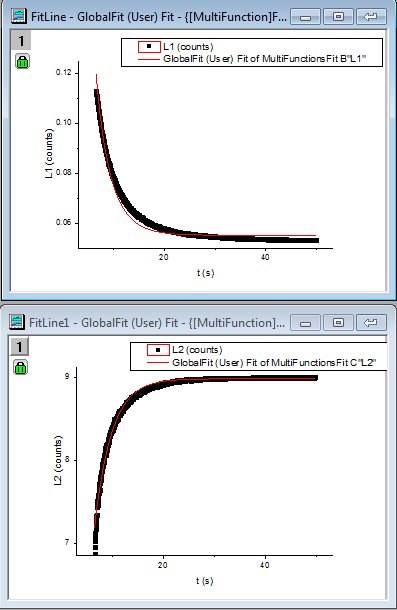 FitLine - GlobalFit (User) Fit - {[MultiFunction]F...
1
L1 (counts)
GlobalFit (User) Fit of MultiFunctionsFit B"L1"
0.12
0.10
0.08
0.06
L1 (counts)
20
40
t (s)
FitLine1 - GlobalFit (User) Fit - {[MultiFunction]...
1
L2 (counts)
GlobalFit (User) Fit of MultiFunctionsFit C"L2"
9
8
7
L2 (counts)
20
40
t (s)